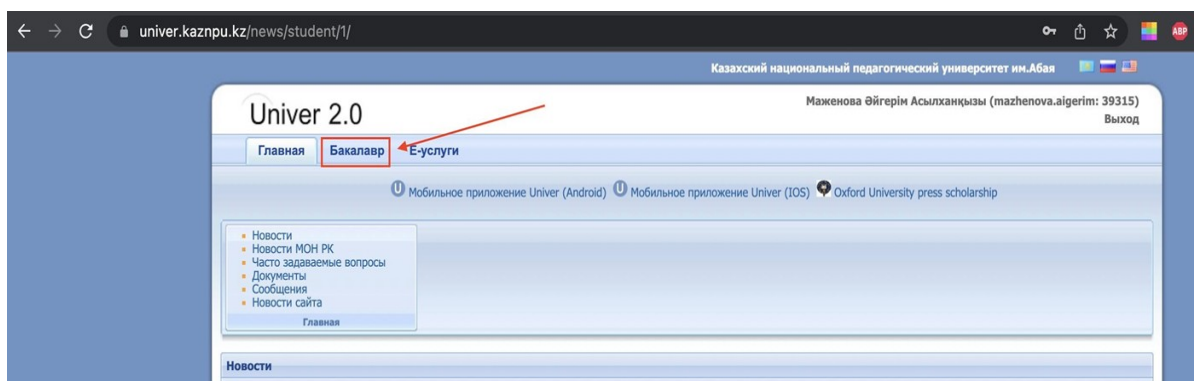 univer.kaznpu.kz/news/student/1/
ABP
Казахский национальный педагогический университет им.Абая
Univer 2.0
Маженова Әйгерім Асылханқызы (mazhenova.aigerim: 39315)
Выход
Главная Бакалавр Е-услуги
U Мобильное приложение Univer (Android) U Мобильное приложение Univer (IOS) Oxford University press scholarship
Новости
Новости МОН РК
Часто задаваемые вопросы
Документы
Сообщения
Новости сайта
Главная
Новости